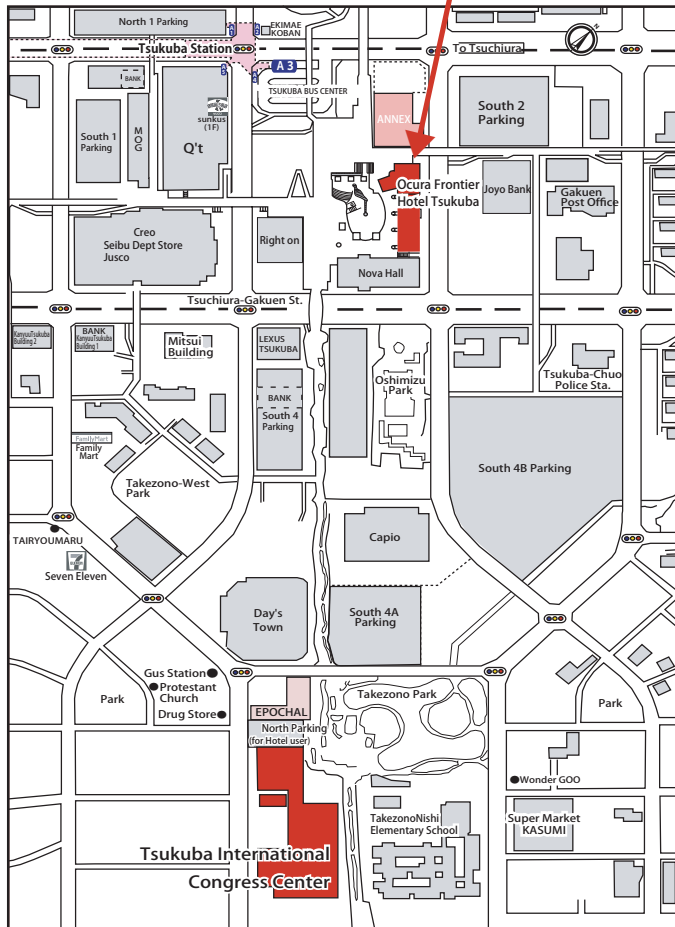 North 1 Parking
EKIMAE
KOBAN
N
Tsukuba Station
To Tsuchiura
A 3
BANK
TSUKUBA BUS CENTER
sunkus
(1F)
South 1
Parking
MOG
Q't
ANNEX
South 2
Parking
Ocura Frontier
Hotel Tsukuba
Joyo Bank
Gakuen
Post Office
Creo
Seibu Dept Store
Jusco
Right on
Nova Hall
Tsuchiura-Gakuen St.
KanyuuTsukuba
Building 2
BANK
KanyuuTsukuba
Building 1
Mitsui
Building
LEXUS
TSUKUBA
Oshimizu
Park
Tsukuba-Chuo
Police Sta.
BANK
South 4
Parking
FamilyMart
Family
Mart
South 4B Parking
Takezono-West
Park
TAIRYOUMARU
Capio
7
ELEVEN
Seven Eleven
Day's
Town
South 4A
Parking
Gus Station
Protestant
Church
Drug Store
Park
EPOCHAL
Takezono Park
Park
North Parking
(for Hotel user)
Wonder GOO
TakezonoNishi
Elementary School
Super Market
KASUMI
Tsukuba International
Congress Center